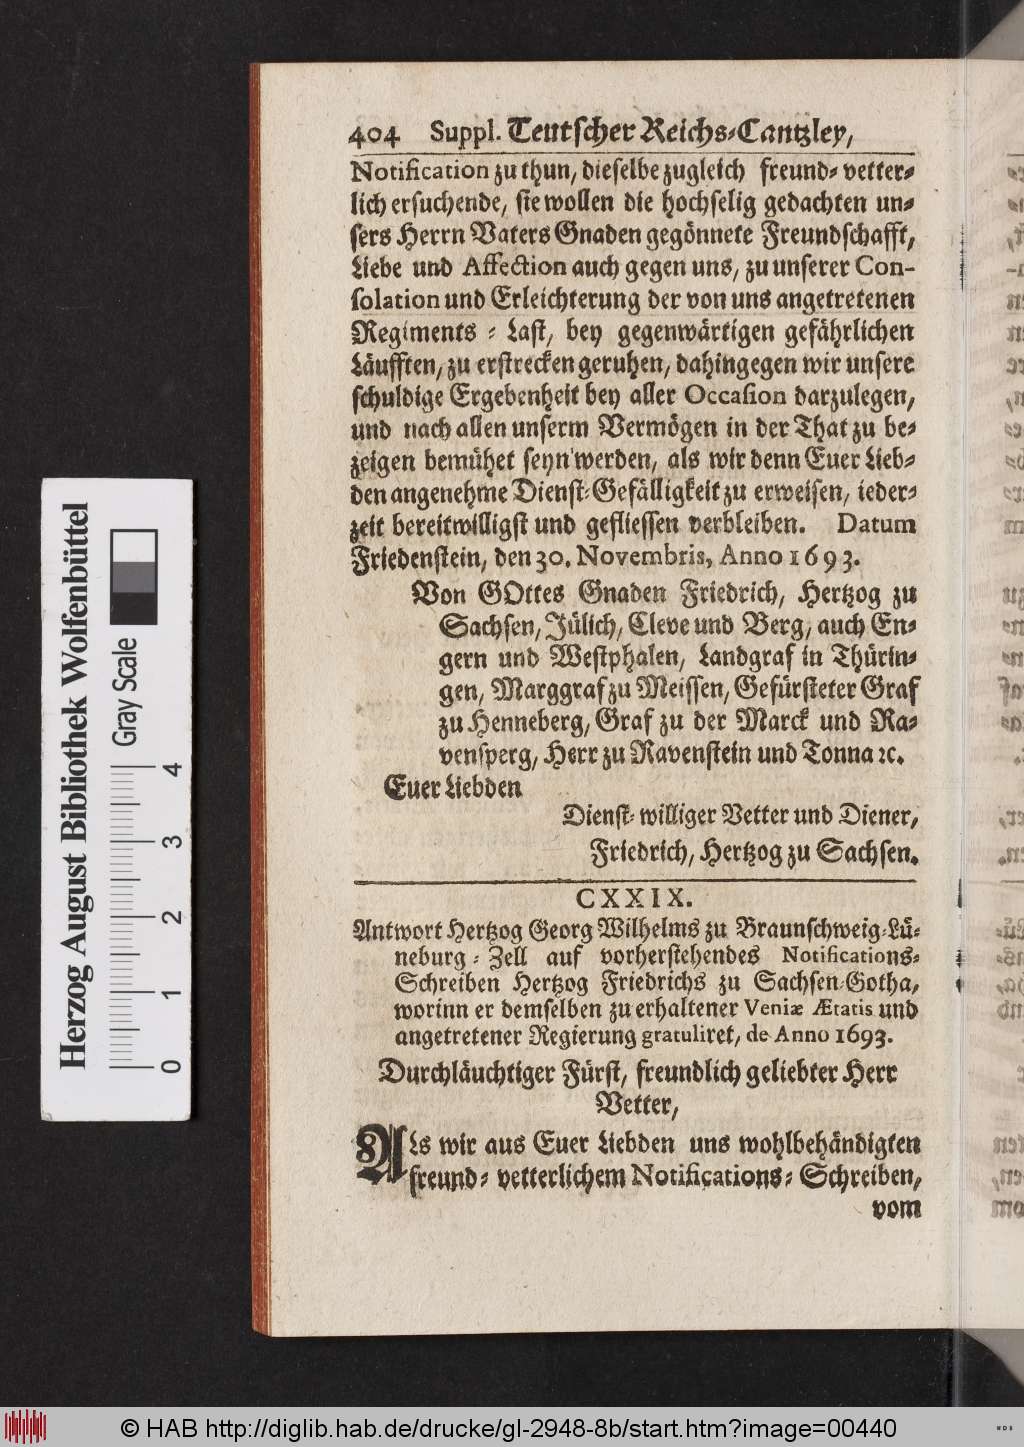 404 Suppl. Teutscher Reichs-Cantzley,
Notification zu thun, dieselbe zugleich freund-vetter-
lich ersuchende, sie wollen die hochselig gedachten un-
sers Herrn Vaters Gnaden gegönnete Freundschafft,
Liebe und Affection auch gegen uns, zu unserer Con-
solation und Erleichterung der von uns angetretenen
Regiments-Last, bey gegenwärtigen gefährlichen
Läufften, zu erstrecken geruhen, dahingegen wir unsere
schuldige Ergebenheit bey aller Occasion darzulegen,
und nach allen unserm Vermögen in der That zu be-
zeigen bemühet seyn werden, als wir denn Euer Lieb-
den angenehme Dienst-Gefälligkeit zu erweisen, ieder-
zeit bereitwilligst und gefliessen verbleiben. Datum
Friedenstein, den 30. Novembris, Anno 1693.
Von GOttes Gnaden Friedrich, Hertzog zu
Sachsen, Jülich, Cleve und Berg, auch En-
gern und Westphalen, Landgraf in Thürin-
gen, Marggraf zu Meissen, Gefürsteter Graf
zu Henneberg, Graf zu der Marck und Ra-
vensperg, Herr zu Ravenstein und Tonna ꝛc.
Euer Liebden
Dienst-williger Vetter und Diener,
Friedrich, Hertzog zu Sachsen.
CXXIX.
Antwort Hertzog Georg Wilhelms zu Braunschweig-Lü-
neburg-Zell auf vorherstehendes Notifications-
Schreiben Hertzog Friedrichs zu Sachsen-Gotha,
worinn er demselben zu erhaltener Veniæ Ætatis und
angetretener Regierung gratuliret, de Anno 1693.
Durchläuchtiger Fürst, freundlich geliebter Herr
Vetter,
ALs wir aus Euer Liebden uns wohlbehändigten
freund-vetterlichem Notifications-Schreiben,
vom
Herzog August Bibliothek Wolfenbüttel
Gray Scale
0 1 2 3 4
© HAB http://diglib.hab.de/drucke/gl-2948-8b/start.htm?image=00440